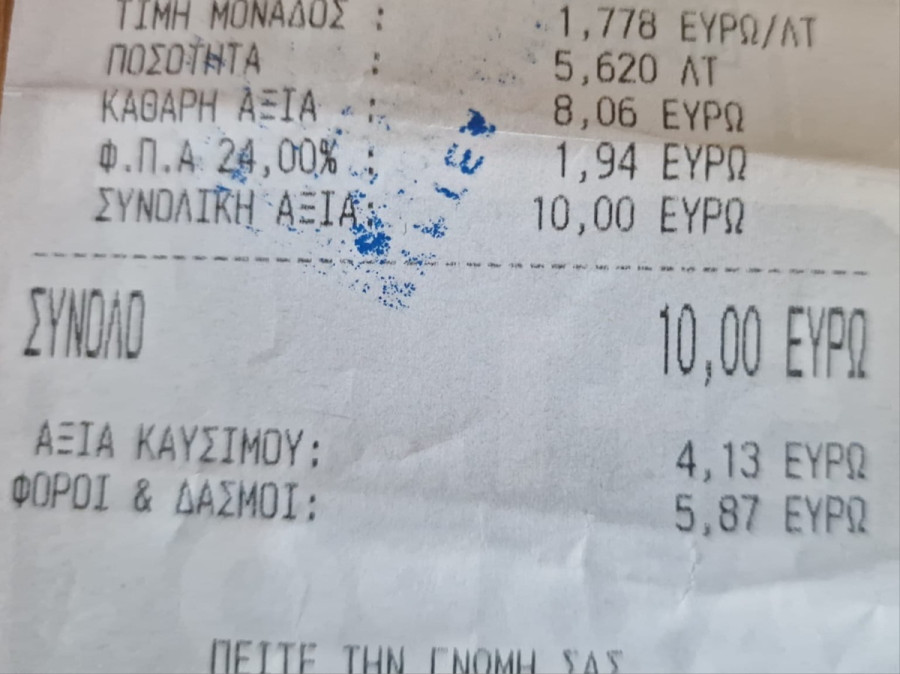 ΤΙΜΗ ΜΟΝΑΔΟΣ : 1,778 ΕΥΡΩ/ΛΤ
ΠΟΣΟΤΗΤΑ : 5,620 ΛΤ
ΚΑΘΑΡΗ ΑΞΙΑ : 8,06 ΕΥΡΩ
Φ.Π.Α 24,00% : 1,94 ΕΥΡΩ
ΣΥΝΟΛΙΚΗ ΑΞΙΑ: 10,00 ΕΥΡΩ
ΣΥΝΟΛΟ 10,00 ΕΥΡΩ
ΑΞΙΑ ΚΑΥΣΙΜΟΥ: 4,13 ΕΥΡΩ
ΦΟΡΟΙ & ΔΑΣΜΟΙ: 5,87 ΕΥΡΩ
ΠΕΙΤΕ ΤΗΝ ΓΝΟΜΗ ΣΑΣ